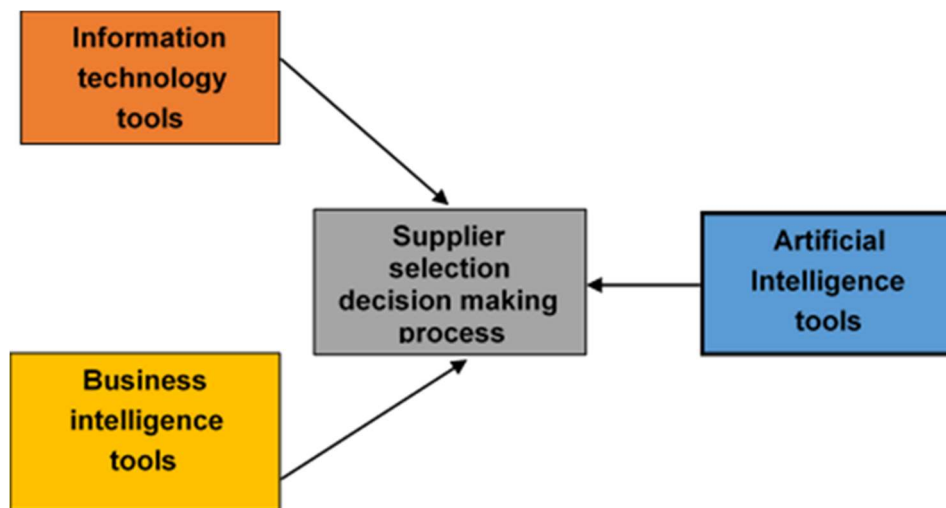 Information
technology
tools
Supplier
selection
decision making
process
Artificial
Intelligence
tools
Business
intelligence
tools